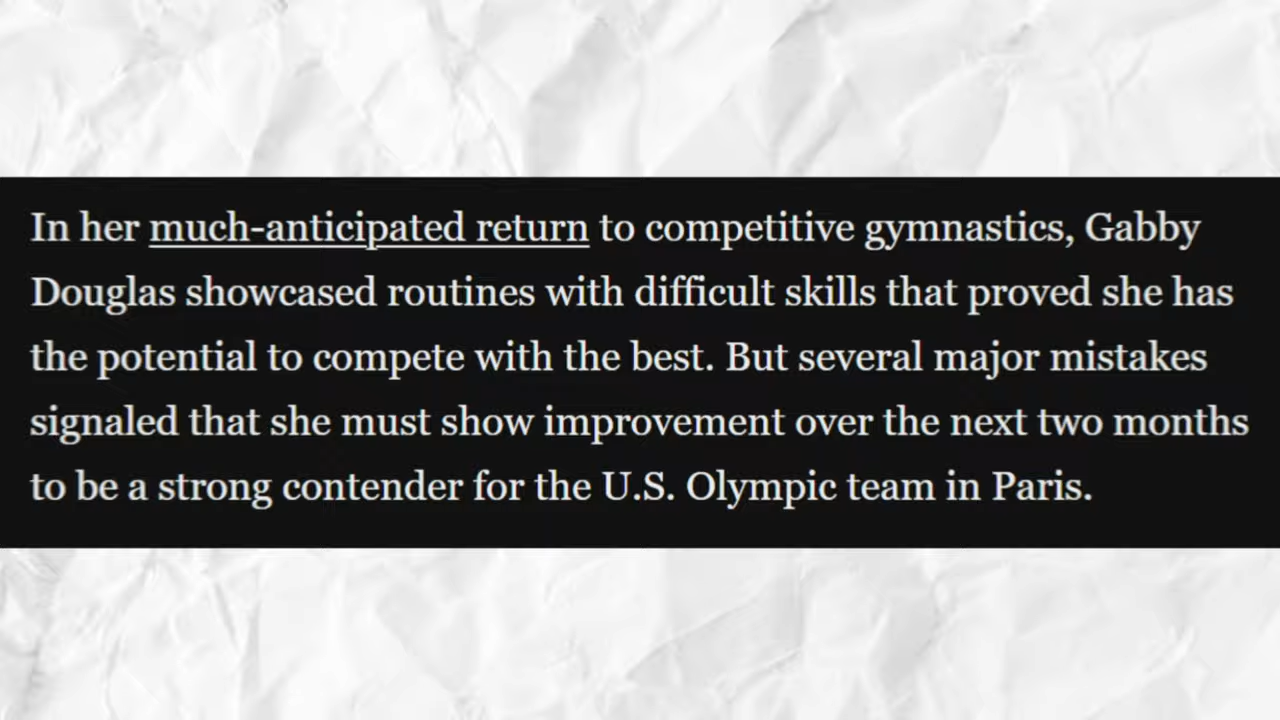 In her much-anticipated return to competitive gymnastics, Gabby
Douglas showcased routines with difficult skills that proved she has
the potential to compete with the best. But several major mistakes
signaled that she must show improvement over the next two months
to be a strong contender for the U.S. Olympic team in Paris.